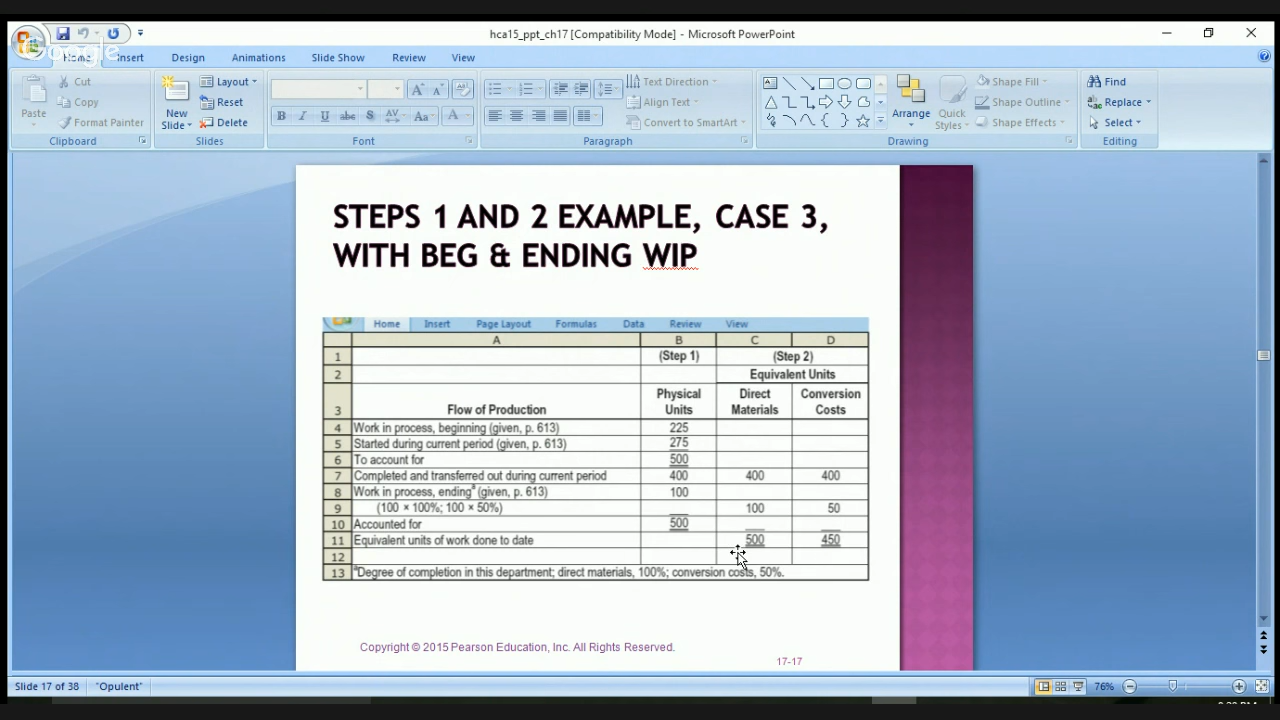 hca15_ppt_ch17 [Compatibility Mode] - Microsoft PowerPoint
Google
Home Insert Design Slide Show Animations Review View
Cut
Copy
Format Painter
Paste
Clipboard
New
Slide
Layout
Reset
Delete
Slides
B I U abc S AV Aa A
Font
Text Direction
Align Text
Convert to SmartArt
Paragraph
Arrange
Quick
Styles
Shape Fill
Shape Outline
Shape Effects
Drawing
Find
Replace
Select
Editing
STEPS 1 AND 2 EXAMPLE, CASE 3,
WITH BEG & ENDING WIP
Home Insert Page Layout Formulas Data Review View
A B C D
1 (Step 1) (Step 2)
2 Equivalent Units
Physical Direct Conversion
3 Flow of Production Units Materials Costs
4 Work in process, beginning (given, p. 613) 225
5 Started during current period (given, p. 613) 275
6 To account for 500
7 Completed and transferred out during current period 400 400 400
8 Work in process, ending a (given, p. 613) 100
9 (100 × 100%; 100 × 50%) 100 50
10 Accounted for 500
11 Equivalent units of work done to date 500 450
12
13 aDegree of completion in this department; direct materials, 100%; conversion costs, 50%.
Copyright © 2015 Pearson Education, Inc. All Rights Reserved.
17-17
Slide 17 of 38 "Opulent" 76%